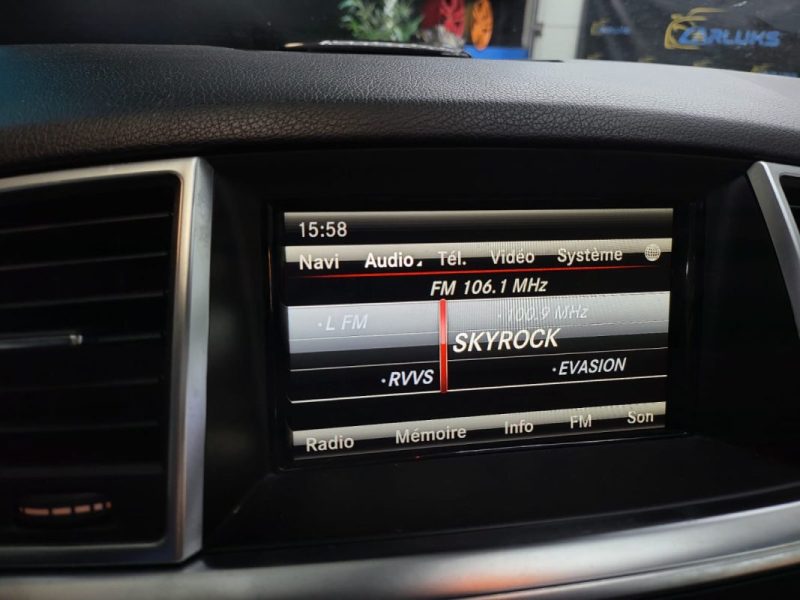 CARLUKS
15:58
Navi Audio Tél. Vidéo Système
FM 106.1 MHz
· L FM · 100.9 MHz
SKYROCK
· RVVS · EVASION
Radio Mémoire Info FM Son